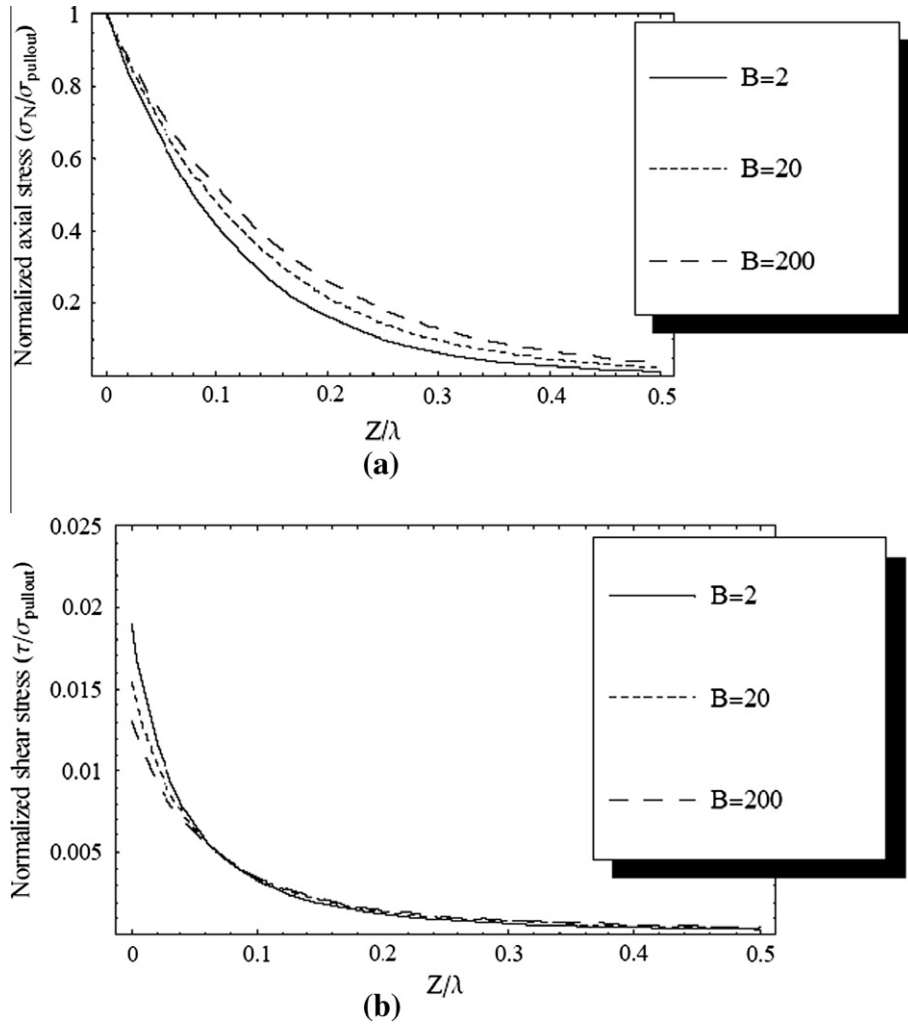 Normalized axial stress (σN/σpullout)
1
0.8
0.6
0.4
0.2
0
0.1
0.2
0.3
0.4
0.5
Z/λ
B=2
B=20
B=200
(a)
Normalized shear stress (τ/σpullout)
0.025
0.02
0.015
0.01
0.005
0
0.1
0.2
0.3
0.4
0.5
Z/λ
B=2
B=20
B=200
(b)